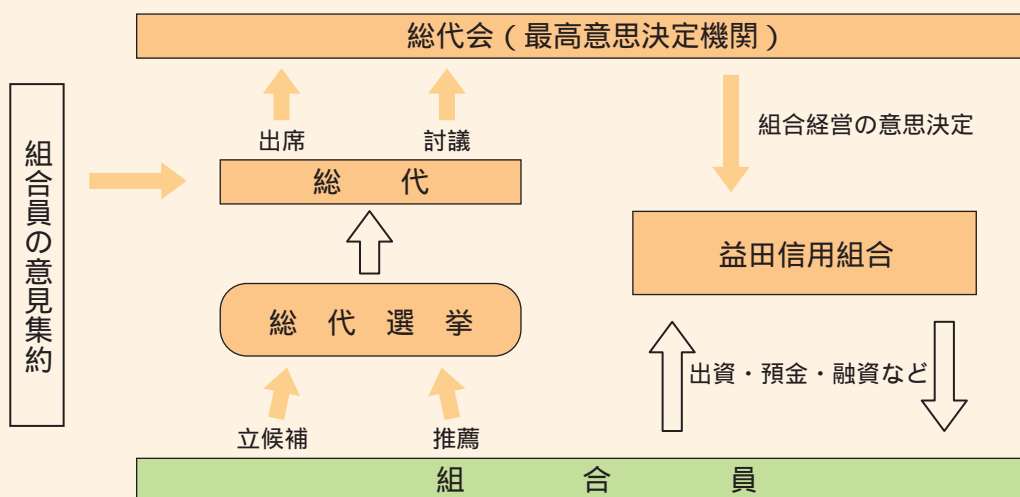 総代会（最高意思決定機関）
組合員の意見集約
出席
討議
組合経営の意思決定
総　代
益田信用組合
総代選挙
出資・預金・融資など
立候補
推薦
組　合　員